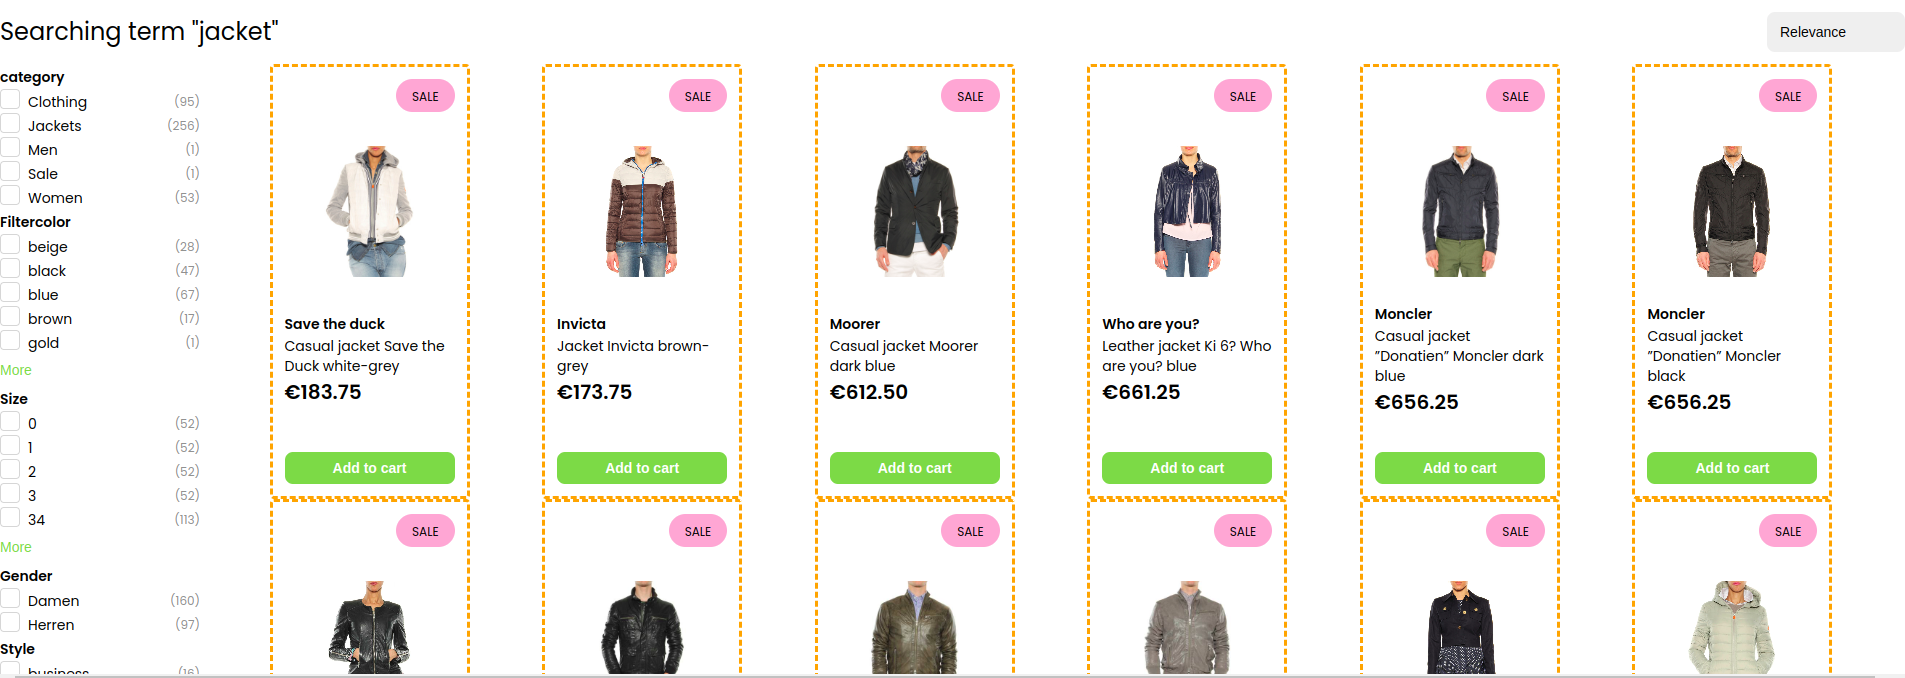 Searching term "jacket"
Relevance
category
Clothing (95)
Jackets (256)
Men (1)
Sale (1)
Women (53)
Filtercolor
beige (28)
black (47)
blue (67)
brown (17)
gold (1)
More
Size
0 (52)
1 (52)
2 (52)
3 (52)
34 (113)
More
Gender
Damen (160)
Herren (97)
Style
business (16)
SALE
Save the duck
Casual jacket Save the
Duck white-grey
€183.75
Add to cart
SALE
Invicta
Jacket Invicta brown-
grey
€173.75
Add to cart
SALE
Moorer
Casual jacket Moorer
dark blue
€612.50
Add to cart
SALE
Who are you?
Leather jacket Ki 6? Who
are you? blue
€661.25
Add to cart
SALE
Moncler
Casual jacket
”Donatien” Moncler dark
blue
€656.25
Add to cart
SALE
Moncler
Casual jacket
”Donatien” Moncler
black
€656.25
Add to cart
SALE
SALE
SALE
SALE
SALE
SALE